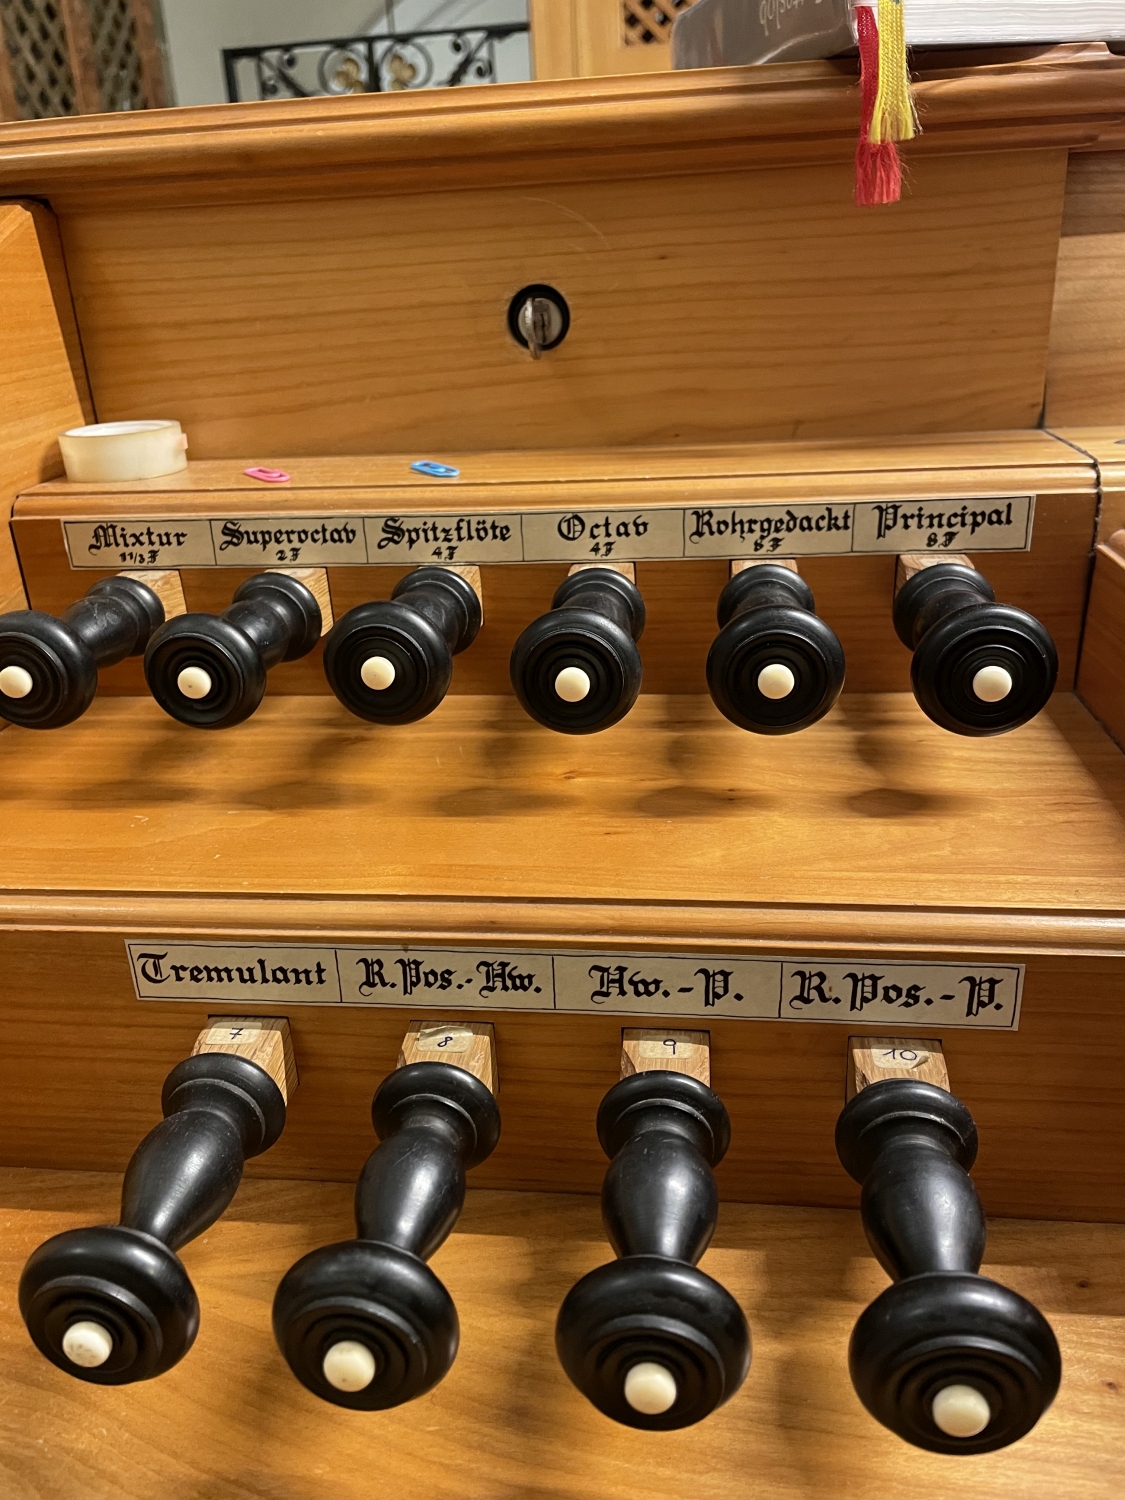 Mixtur
1 1/3 F
Superoctav
2 F
Spitzflöte
4 F
Octav
4 F
Rohrgedackt
8 F
Principal
8 F
Tremulant
R.Pos.-Hw.
Hw.-P.
R.Pos.-P.
7
8
9
10